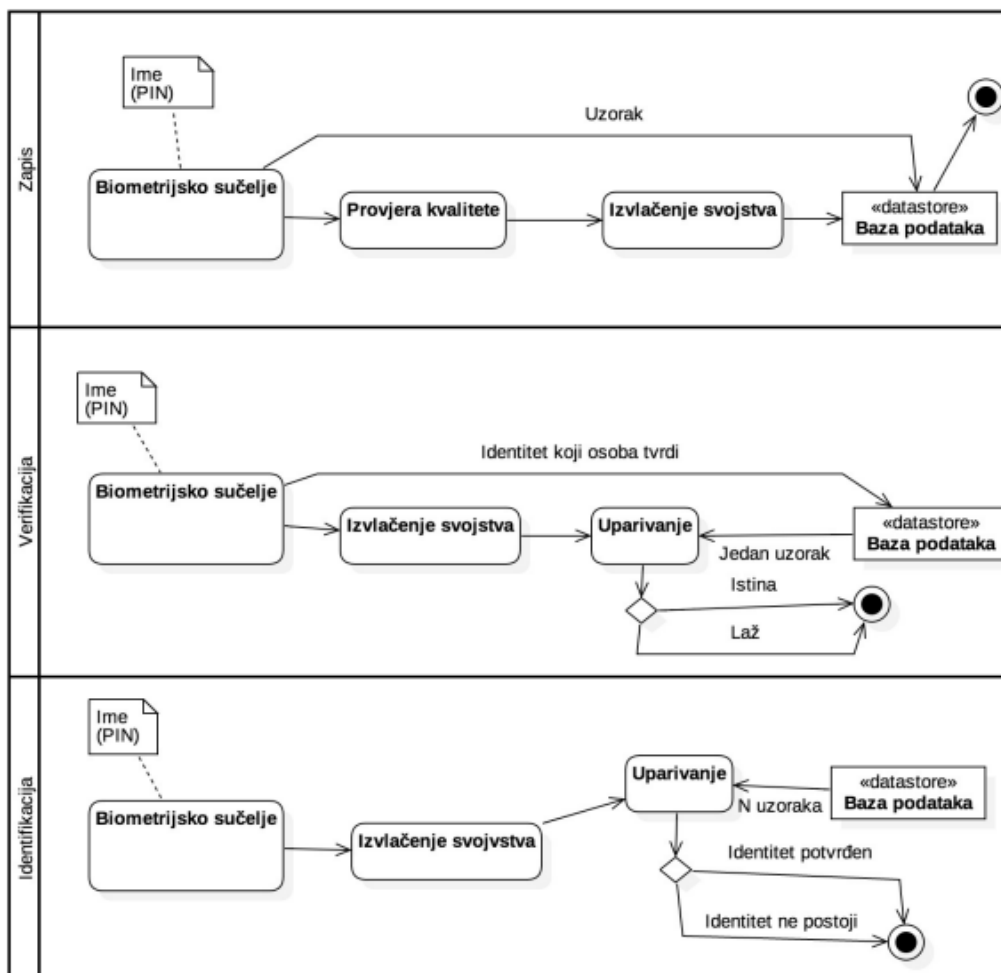 Zapis
Ime
(PIN)
Uzorak
Biometrijsko sučelje
Provjera kvalitete
Izvlačenje svojstva
«datastore»
Baza podataka
Verifikacija
Ime
(PIN)
Identitet koji osoba tvrdi
Biometrijsko sučelje
Izvlačenje svojstva
Uparivanje
«datastore»
Baza podataka
Jedan uzorak
Istina
Laž
Identifikacija
Ime
(PIN)
Biometrijsko sučelje
Izvlačenje svojvstva
Uparivanje
«datastore»
Baza podataka
N uzoraka
Identitet potvrđen
Identitet ne postoji